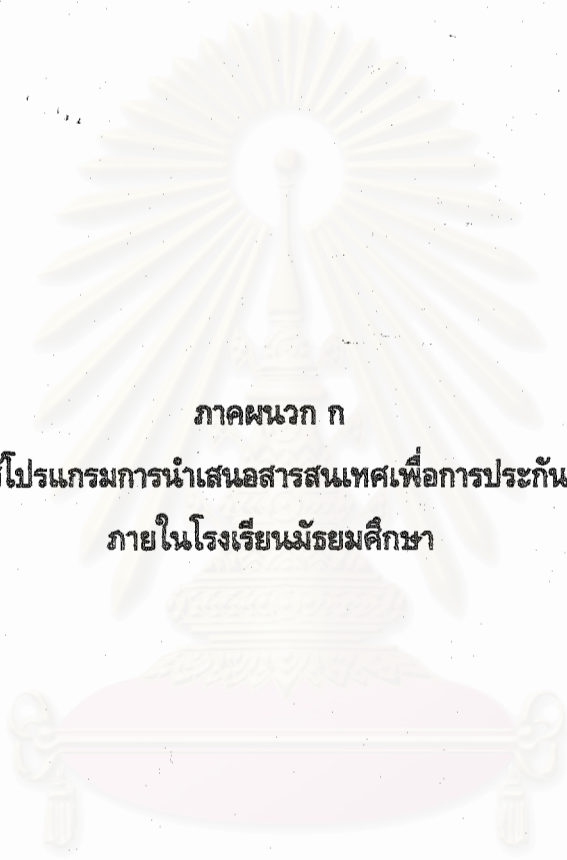 ภาคผนวก ก
โปรแกรมการนำเสนอสารสนเทศเพื่อการประกัน
ภายในโรงเรียนมัธยมศึกษา